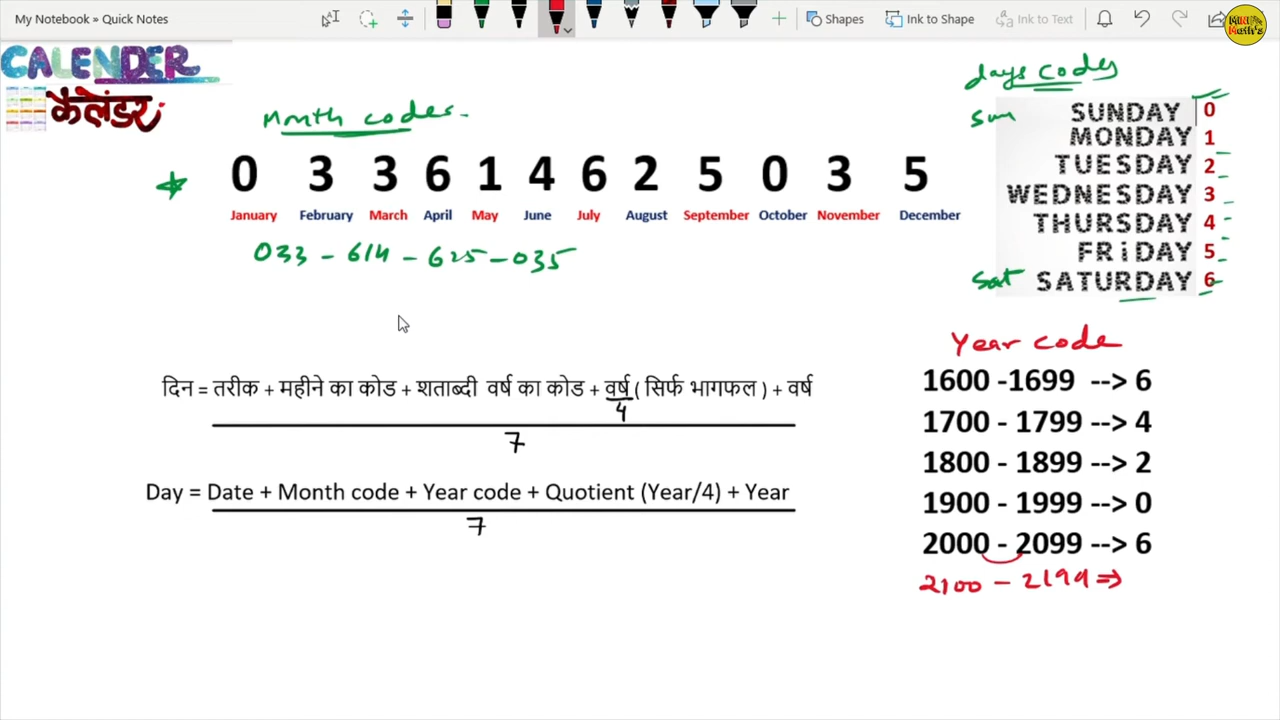 My Notebook » Quick Notes
Shapes
Ink to Shape
Ink to Text
MINI Math's
CALENDER
कैलेंडर
Month codes.
0 3 3 6 1 4 6 2 5 0 3 5
January February March April May June July August September October November December
033 - 614 - 625 - 035
days codes
Sun
SUNDAY 0
MONDAY 1
TUESDAY 2
WEDNESDAY 3
THURSDAY 4
FRiDAY 5
Sat SATURDAY 6
Year code
1600 -1699 --> 6
1700 - 1799 --> 4
1800 - 1899 --> 2
1900 - 1999 --> 0
2000 - 2099 --> 6
2100 - 2199 ⇒
दिन = तरीक + महीने का कोड + शताब्दी वर्ष का कोड + वर्ष ( सिर्फ भागफल ) + वर्ष
4
7
Day = Date + Month code + Year code + Quotient (Year/4) + Year
7